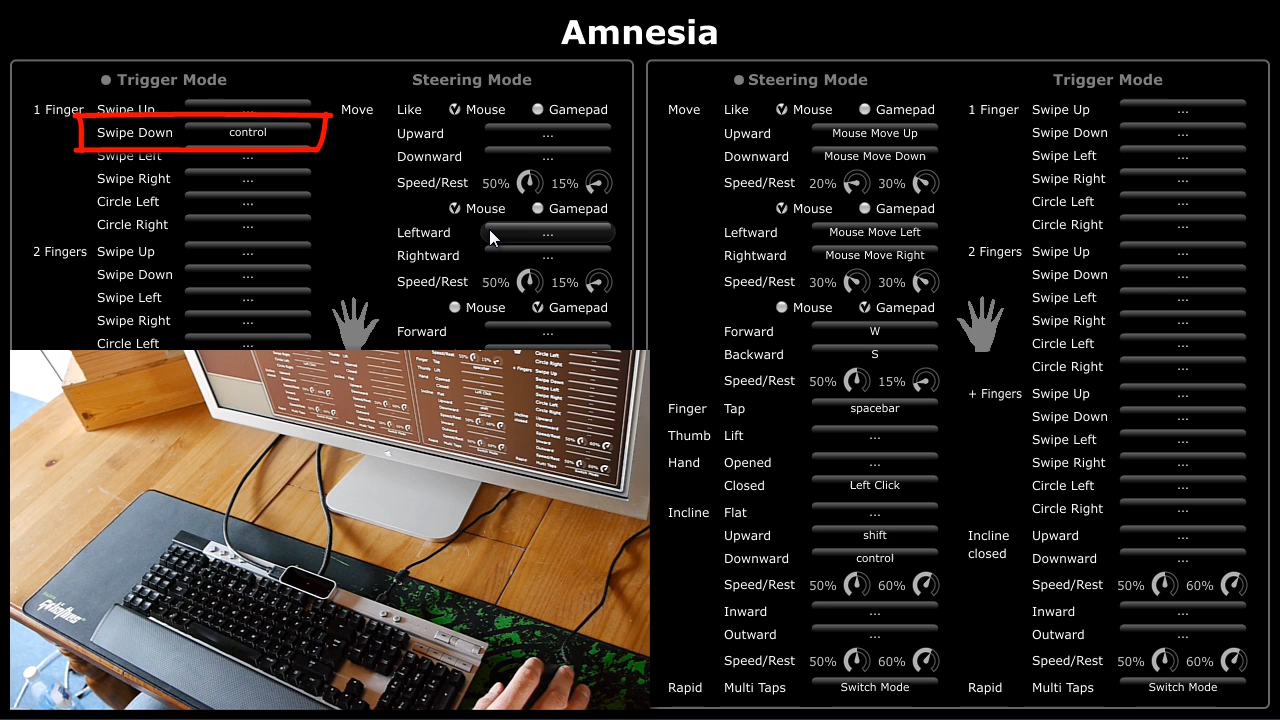 Amnesia
Trigger Mode
Steering Mode
1 Finger Swipe Up ...
Swipe Down control
Swipe Left ...
Swipe Right ...
Circle Left ...
Circle Right ...
2 Fingers Swipe Up ...
Swipe Down ...
Swipe Left ...
Swipe Right ...
Circle Left ...
Move Like Mouse Gamepad
Upward ...
Downward ...
Speed/Rest 50% 15%
Mouse Gamepad
Leftward ...
Rightward ...
Speed/Rest 50% 15%
Mouse Gamepad
Forward ...
Steering Mode
Trigger Mode
Move Like Mouse Gamepad
Upward Mouse Move Up
Downward Mouse Move Down
Speed/Rest 20% 30%
Mouse Gamepad
Leftward Mouse Move Left
Rightward Mouse Move Right
Speed/Rest 30% 30%
Mouse Gamepad
Forward W
Backward S
Speed/Rest 50% 15%
Finger Tap spacebar
Thumb Lift ...
Hand Opened ...
Closed Left Click
Incline Flat ...
Upward shift
Downward control
Speed/Rest 50% 60%
Inward ...
Outward ...
Speed/Rest 50% 60%
Rapid Multi Taps Switch Mode
1 Finger Swipe Up ...
Swipe Down ...
Swipe Left ...
Swipe Right ...
Circle Left ...
Circle Right ...
2 Fingers Swipe Up ...
Swipe Down ...
Swipe Left ...
Swipe Right ...
Circle Left ...
Circle Right ...
+ Fingers Swipe Up ...
Swipe Down ...
Swipe Left ...
Swipe Right ...
Circle Left ...
Circle Right ...
Incline Upward ...
closed Downward ...
Speed/Rest 50% 60%
Inward ...
Outward ...
Speed/Rest 50% 60%
Rapid Multi Taps Switch Mode